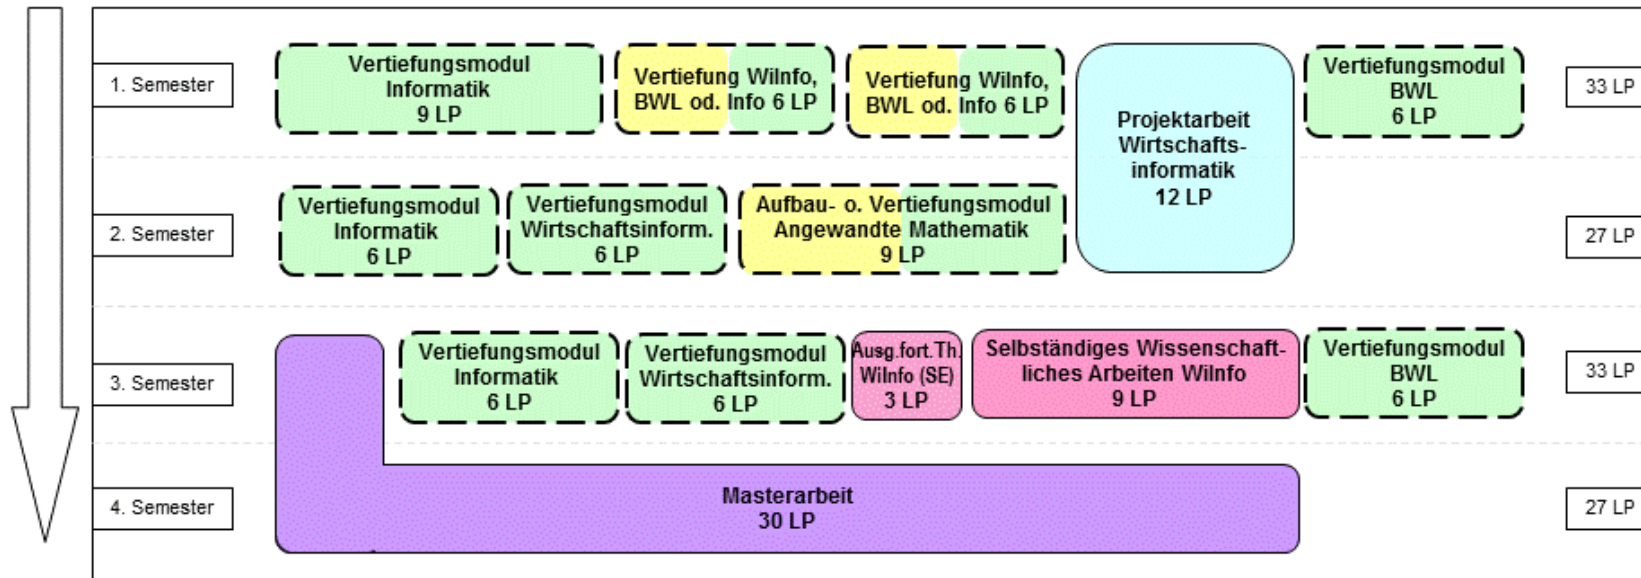 1. Semester
Vertiefungsmodul
Informatik
9 LP
Vertiefung WiInfo,
BWL od. Info 6 LP
Vertiefung WiInfo,
BWL od. Info 6 LP
Projektarbeit
Wirtschafts-
informatik
12 LP
Vertiefungsmodul
BWL
6 LP
33 LP
2. Semester
Vertiefungsmodul
Informatik
6 LP
Vertiefungsmodul
Wirtschaftsinform.
6 LP
Aufbau- o. Vertiefungsmodul
Angewandte Mathematik
9 LP
27 LP
3. Semester
Vertiefungsmodul
Informatik
6 LP
Vertiefungsmodul
Wirtschaftsinform.
6 LP
Ausg.fort.Th.
WiInfo (SE)
3 LP
Selbständiges Wissenschaft-
liches Arbeiten WiInfo
9 LP
Vertiefungsmodul
BWL
6 LP
33 LP
4. Semester
Masterarbeit
30 LP
27 LP